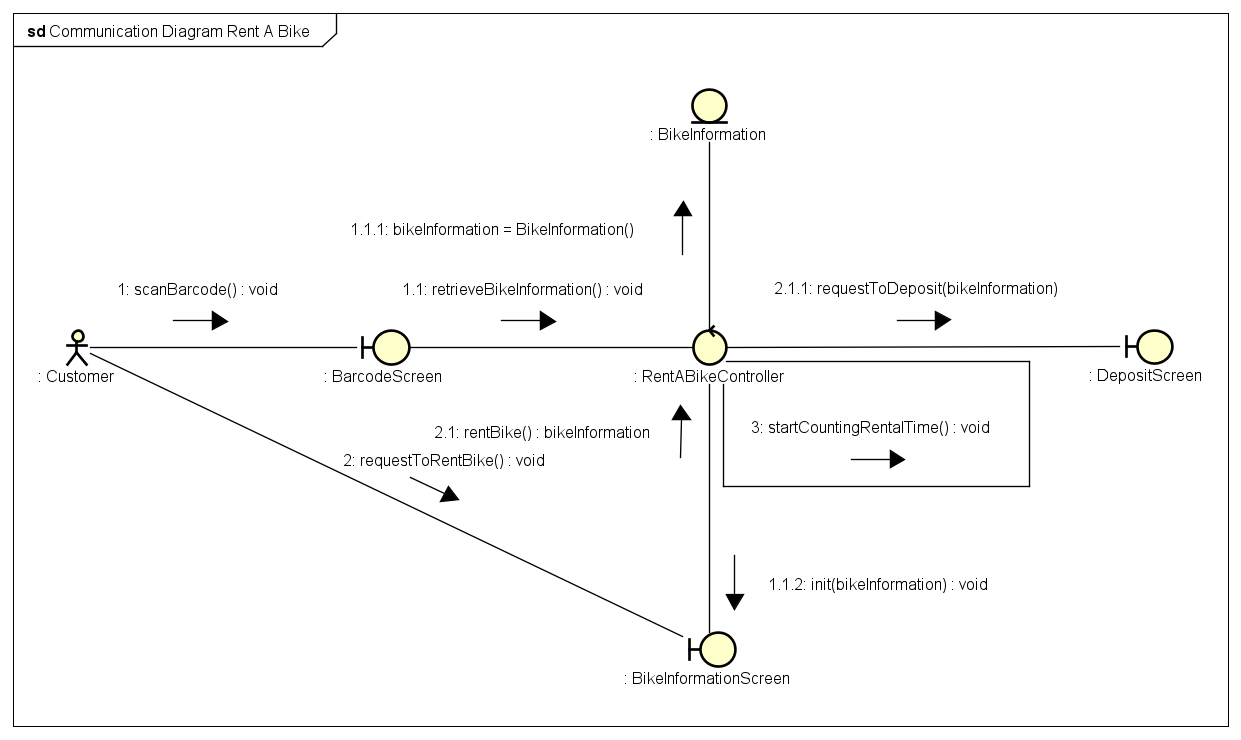 sd Communication Diagram Rent A Bike
: BikeInformation
1.1.1: bikeInformation = BikeInformation()
1: scanBarcode() : void
1.1: retrieveBikeInformation() : void
2.1.1: requestToDeposit(bikeInformation)
: Customer
: BarcodeScreen
: RentABikeController
: DepositScreen
2.1: rentBike() : bikeInformation
3: startCountingRentalTime() : void
2: requestToRentBike() : void
1.1.2: init(bikeInformation) : void
: BikeInformationScreen